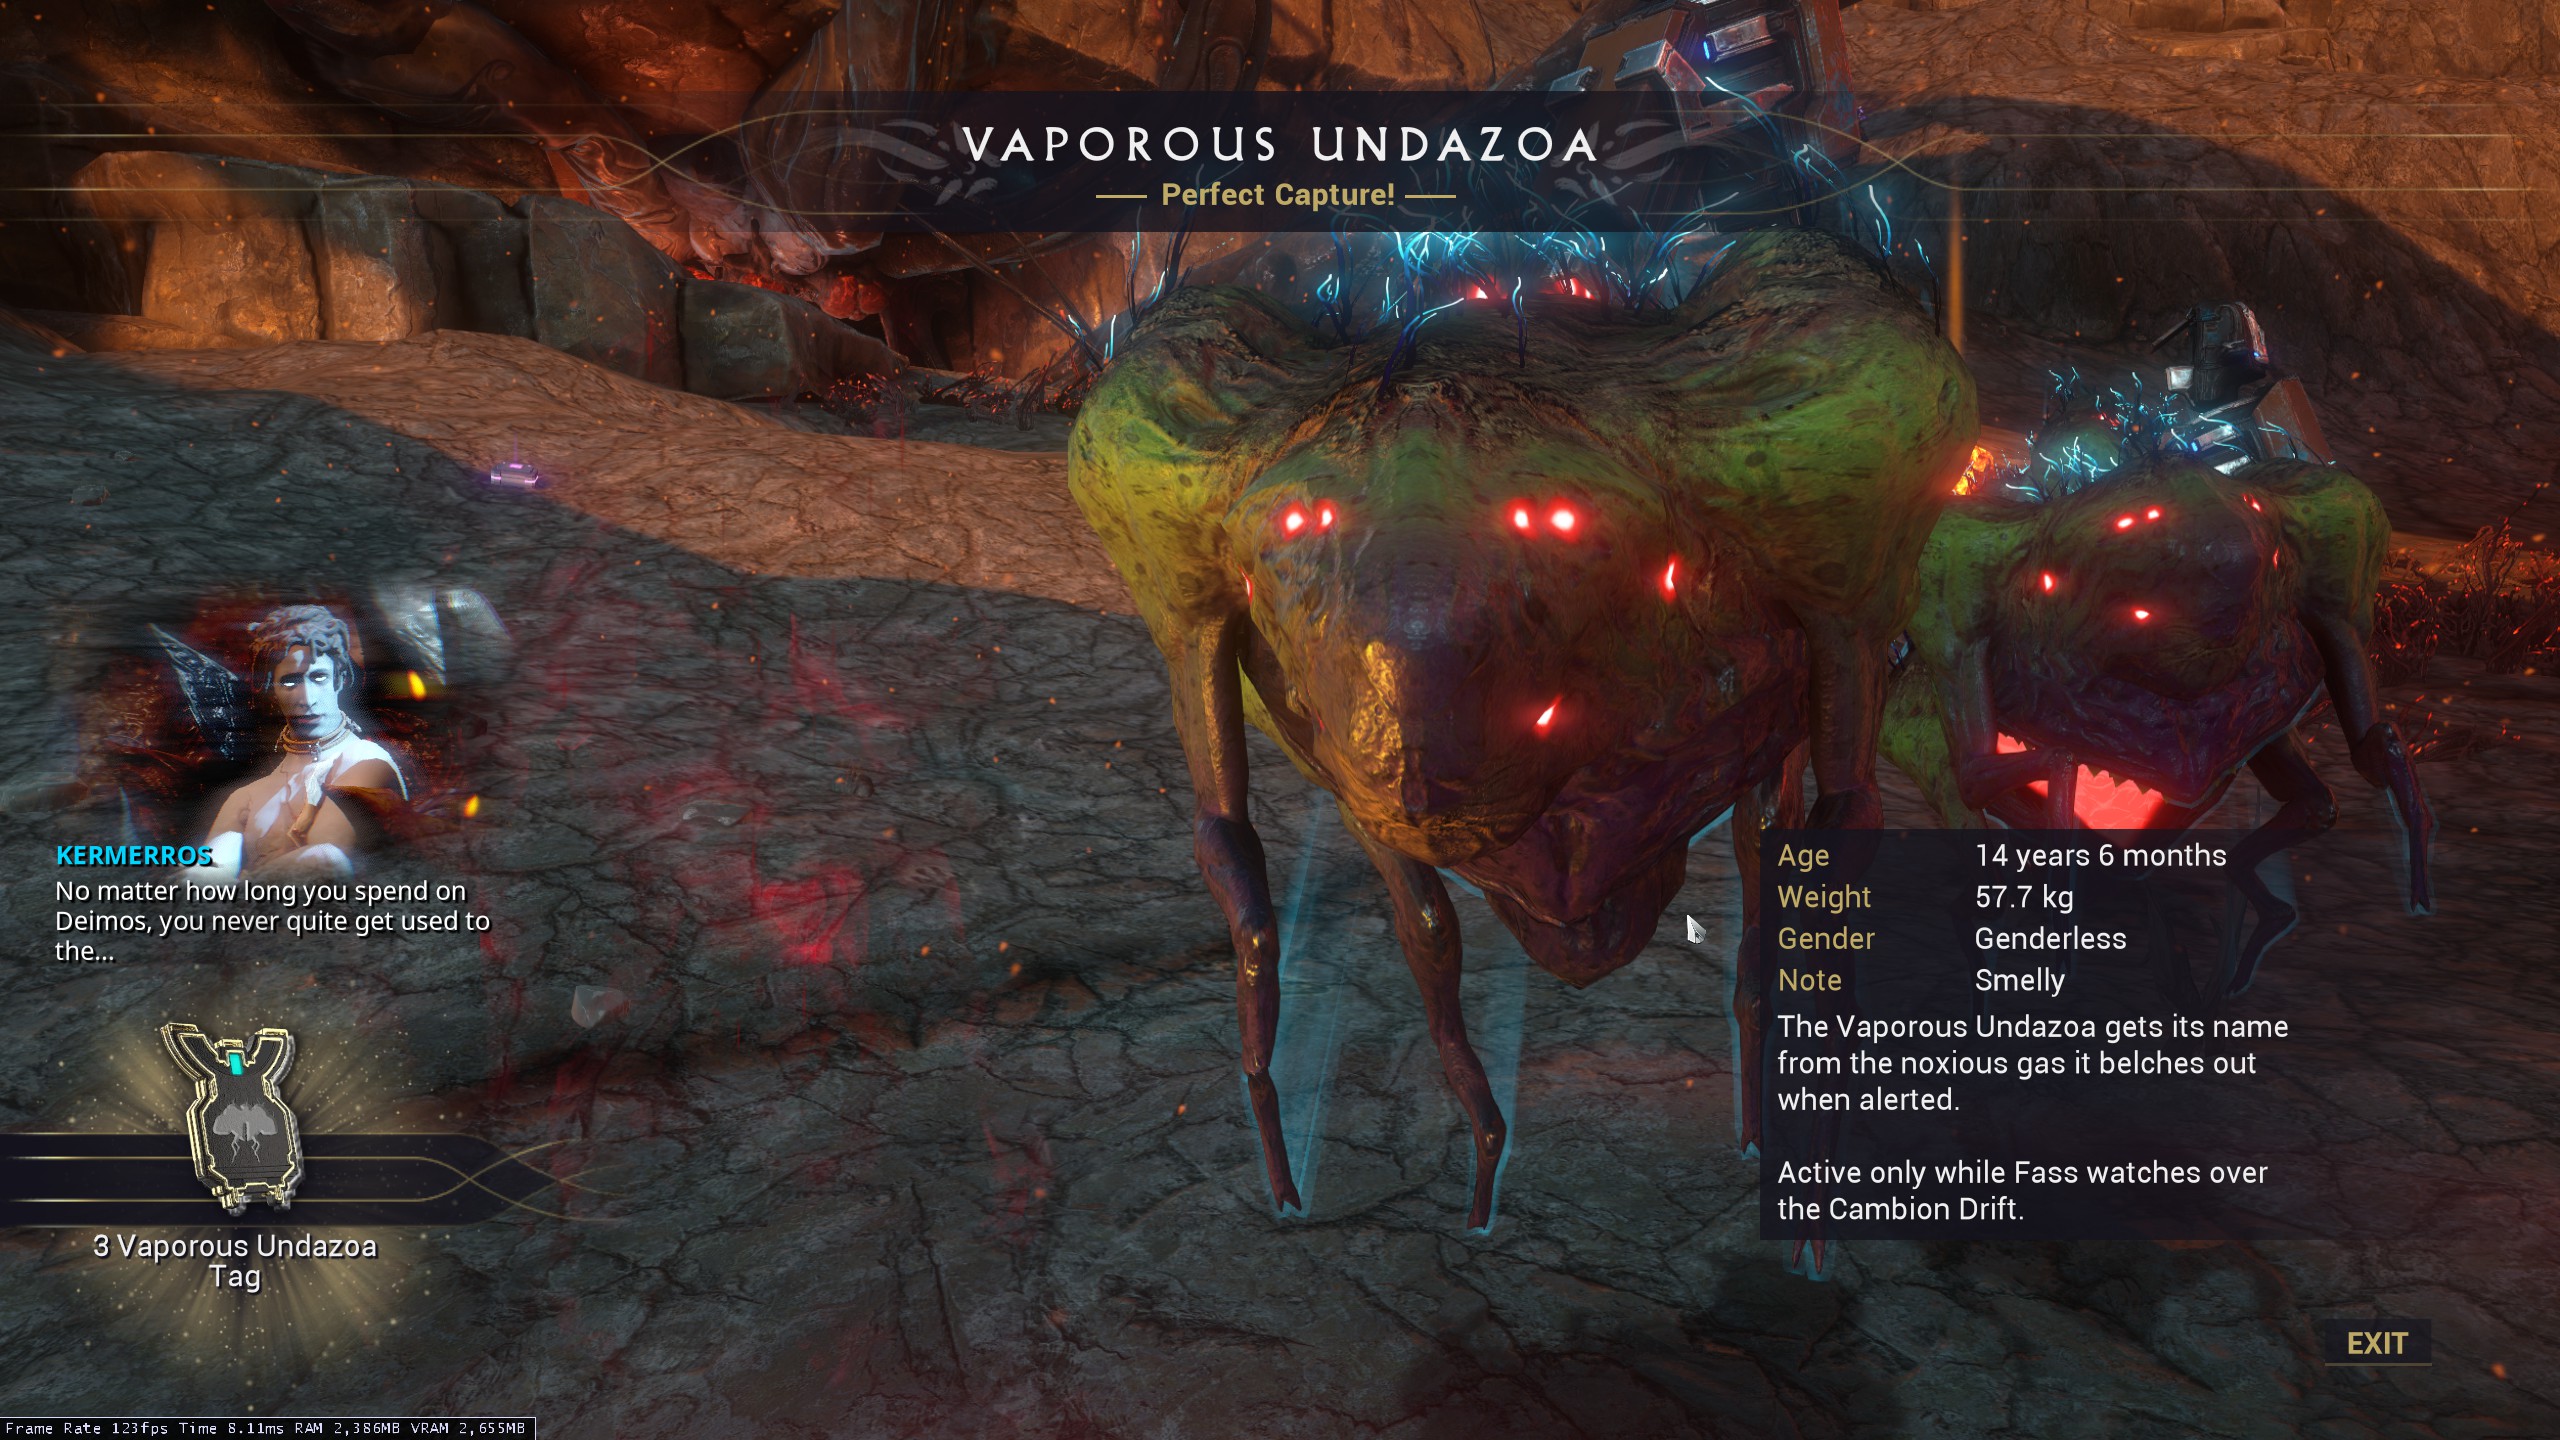 VAPOROUS UNDAZOA
Perfect Capture!
KERMERROS
No matter how long you spend on
Deimos, you never quite get used to
the...
3 Vaporous Undazoa
Tag
Age 14 years 6 months
Weight 57.7 kg
Gender Genderless
Note Smelly
The Vaporous Undazoa gets its name
from the noxious gas it belches out
when alerted.
Active only while Fass watches over
the Cambion Drift.
EXIT
Frame Rate 123fps Time 8.11ms RAM 2,386MB VRAM 2,655MB